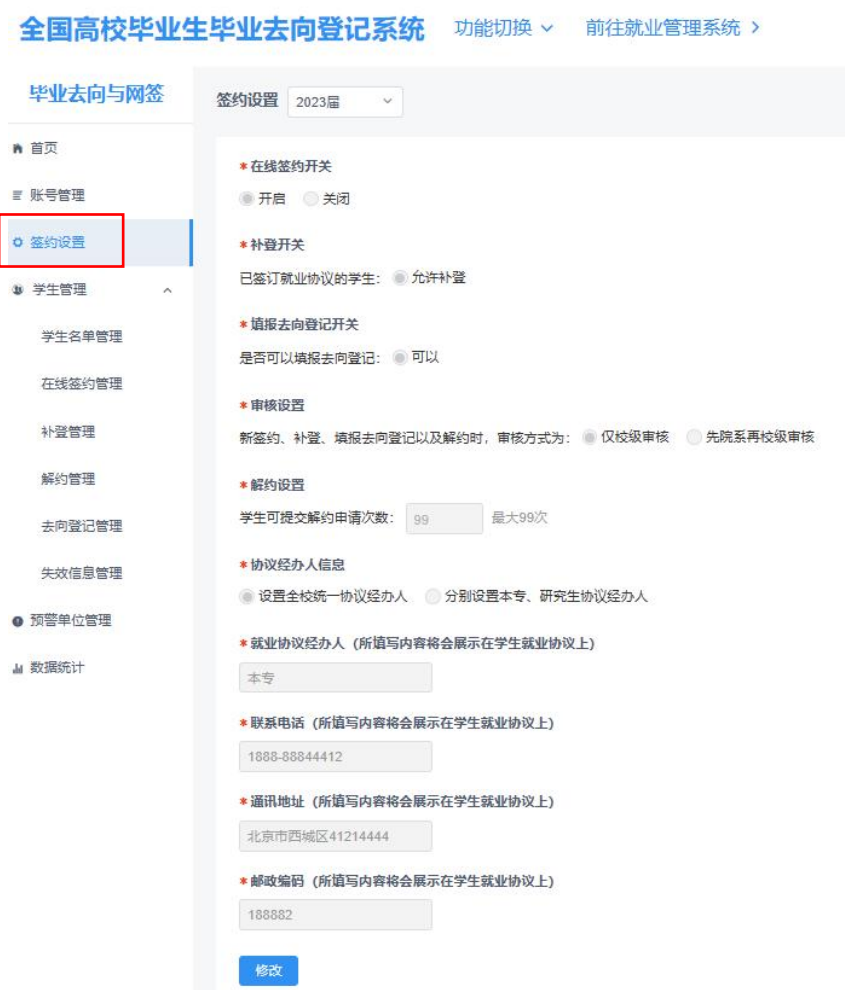 全国高校毕业生毕业去向登记系统 功能切换 前往就业管理系统
毕业去向与网签
签约设置 2023届
首页
账号管理
签约设置
学生管理
学生名单管理
在线签约管理
补登管理
解约管理
去向登记管理
失效信息管理
预警单位管理
数据统计
*在线签约开关
开启 关闭
*补登开关
已签订就业协议的学生: 允许补登
*填报去向登记开关
是否可以填报去向登记: 可以
*审核设置
新签约、补登、填报去向登记以及解约时,审核方式为: 仅校级审核 先院系再校级审核
*解约设置
学生可提交解约申请次数: 99 最大99次
*协议经办人信息
设置全校统一协议经办人 分别设置本专、研究生协议经办人
*就业协议经办人 (所填写内容将会展示在学生就业协议上)
本专
*联系电话 (所填写内容将会展示在学生就业协议上)
1888-88844412
*通讯地址 (所填写内容将会展示在学生就业协议上)
北京市西城区41214444
*邮政编码 (所填写内容将会展示在学生就业协议上)
188882
修改